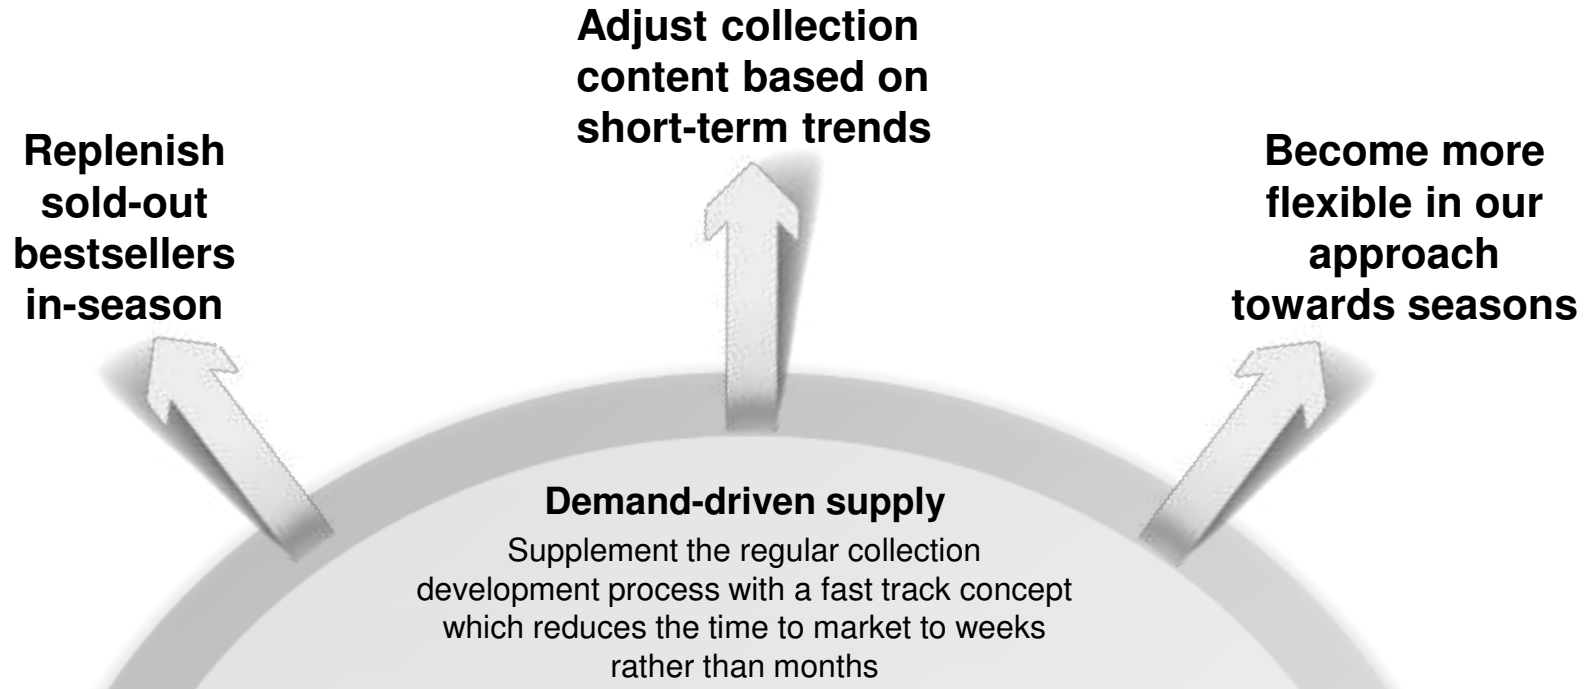 Adjust collection
content based on
short-term trends
Replenish
sold-out
bestsellers
in-season
Become more
flexible in our
approach
towards seasons
Demand-driven supply
Supplement the regular collection
development process with a fast track concept
which reduces the time to market to weeks
rather than months